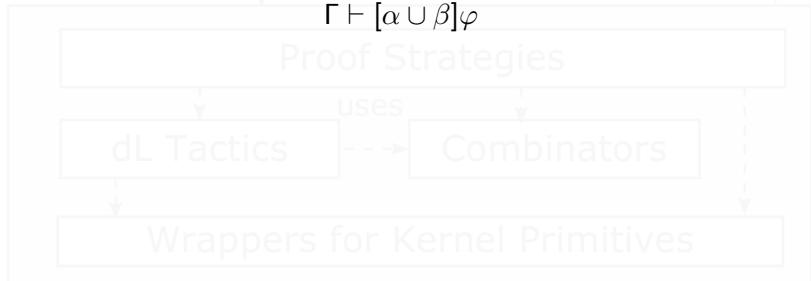 Γ ⊢ [α ∪ β]φ
Proof Strategies
uses
dL Tactics
Combinators
Wrappers for Kernel Primitives